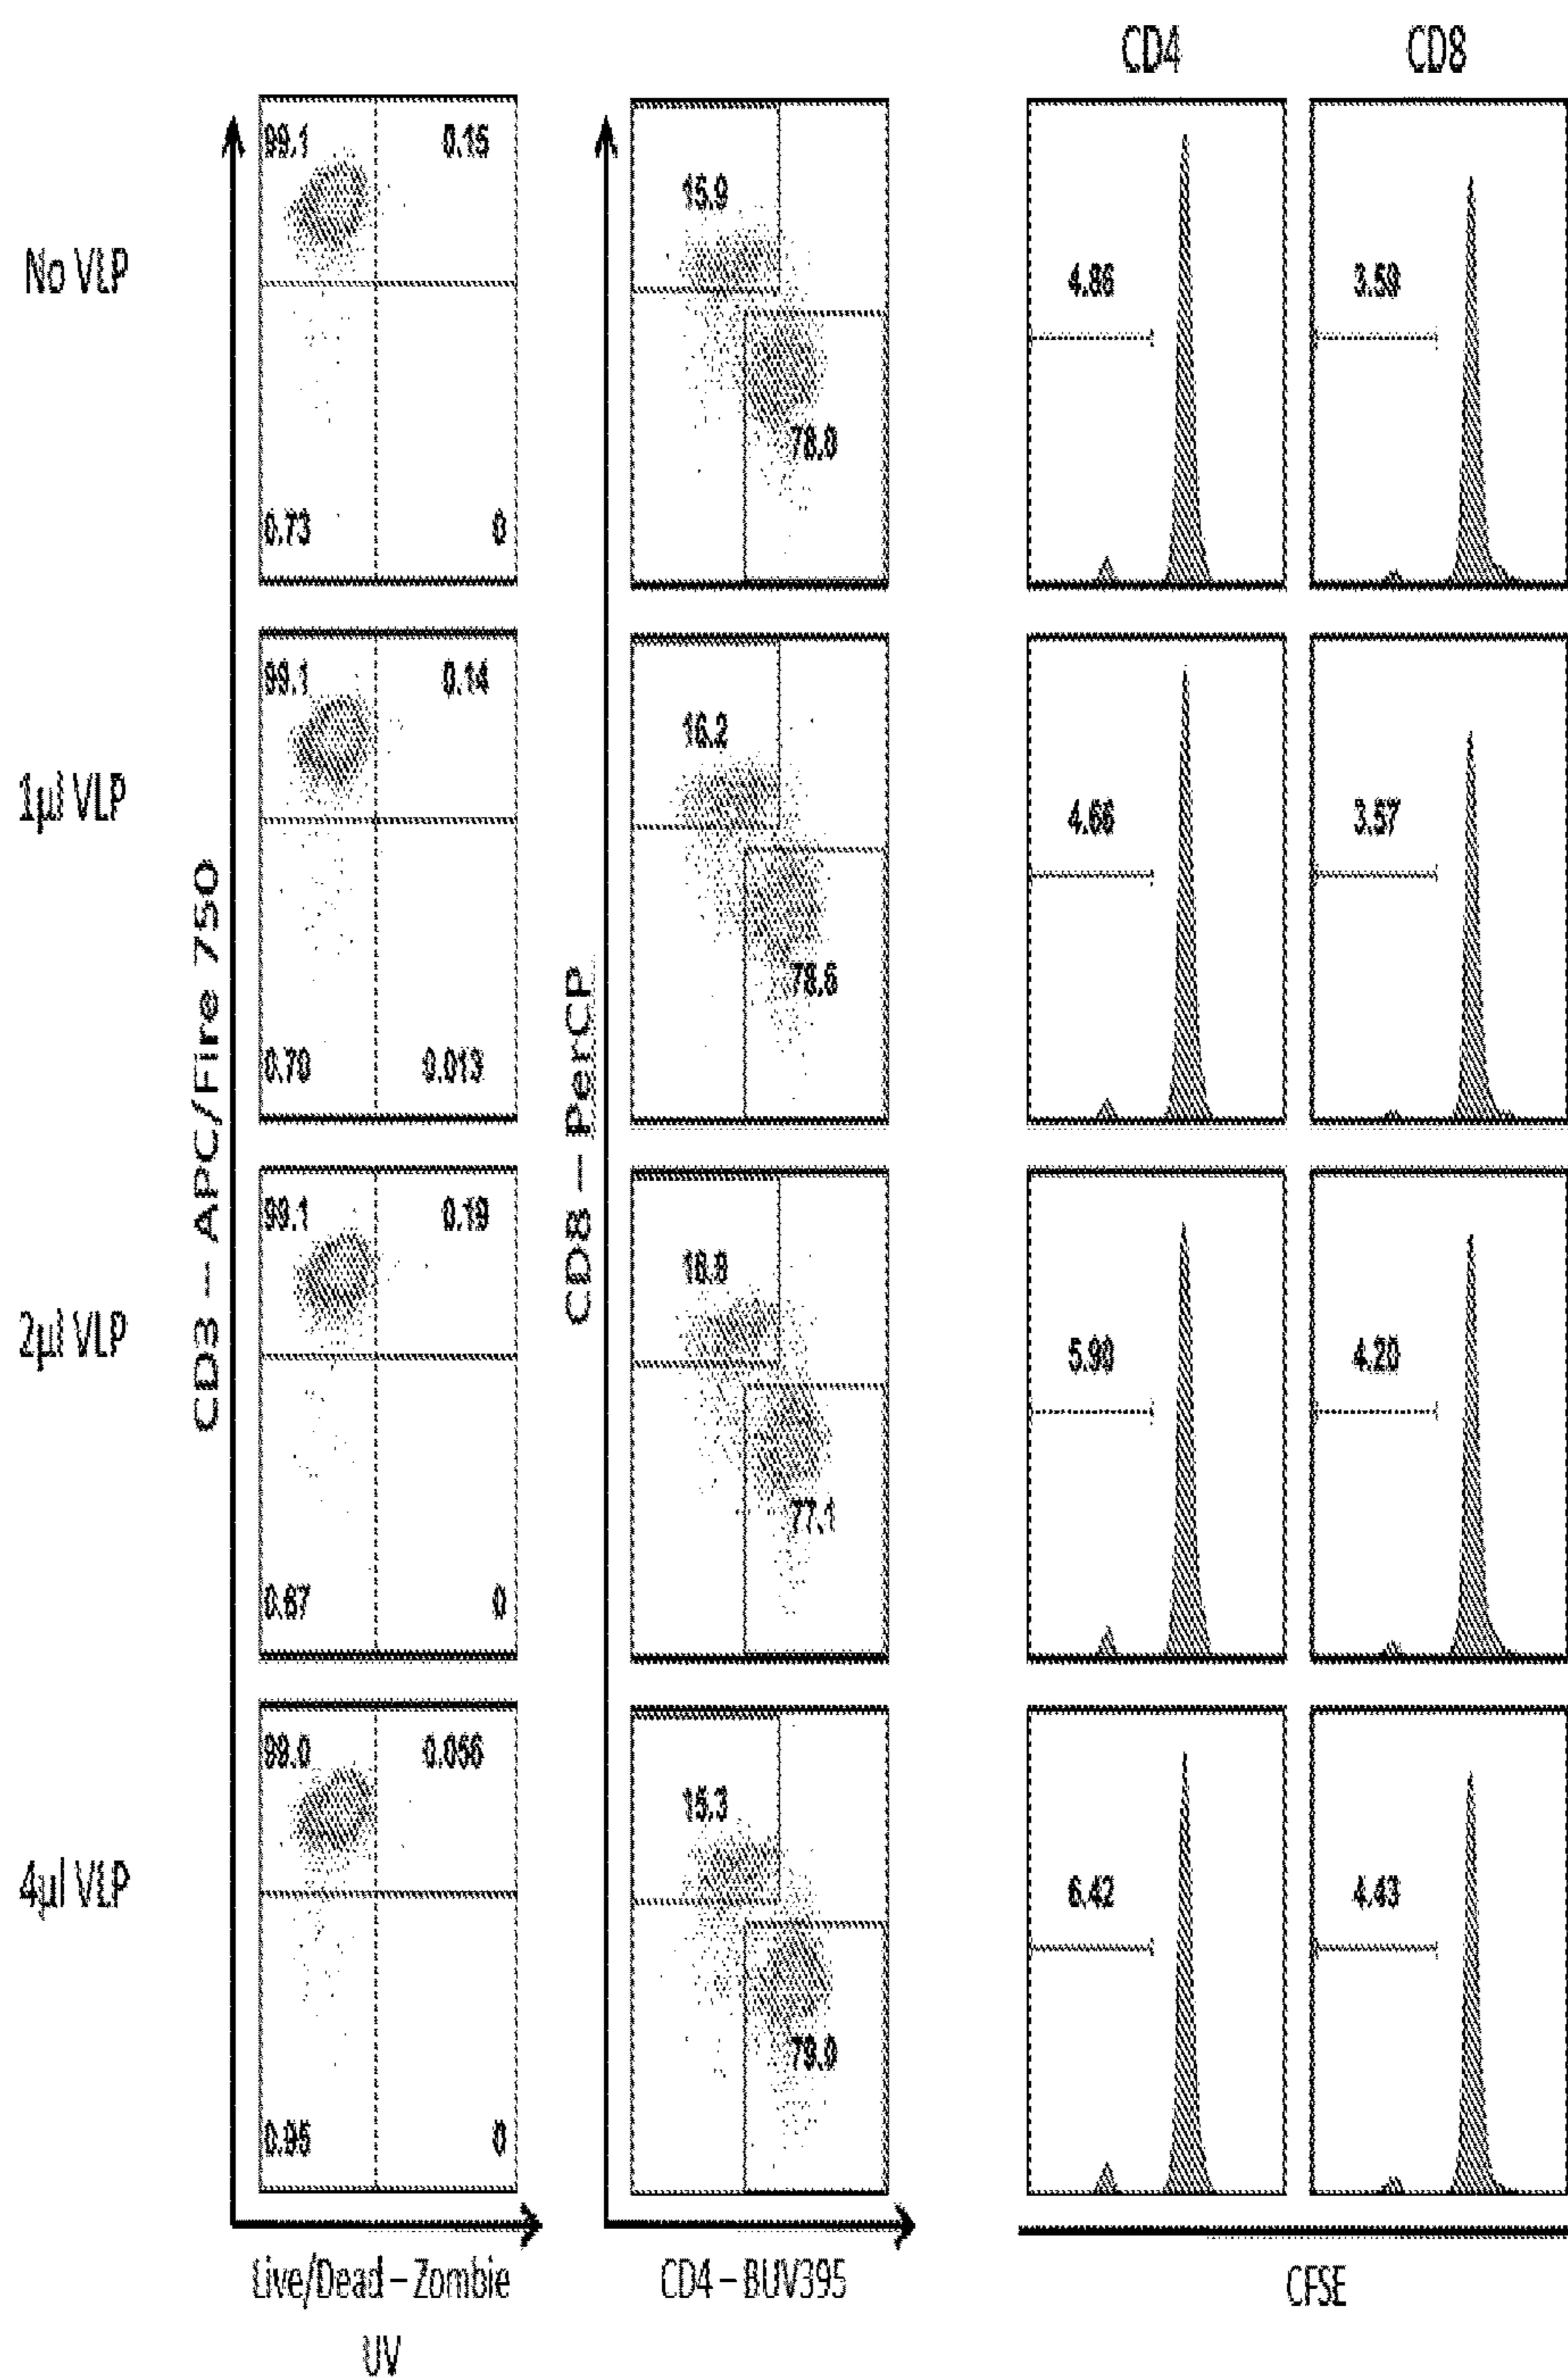 CD4 CD8
No VLP
99.1 0.15
0.73 0
15.9
78.0
4.86
3.59
1µl VLP
99.1 0.14
0.70 0.013
16.2
78.6
4.66
3.57
2µl VLP
99.1 0.19
0.67 0
16.8
77.1
5.90
4.20
4µl VLP
99.0 0.056
0.95 0
15.3
79.0
6.42
4.43
CD3 – APC/Fire 750
CD8 – PerCP
Live/Dead – Zombie
UV
CD4 – BUV395
CFSE